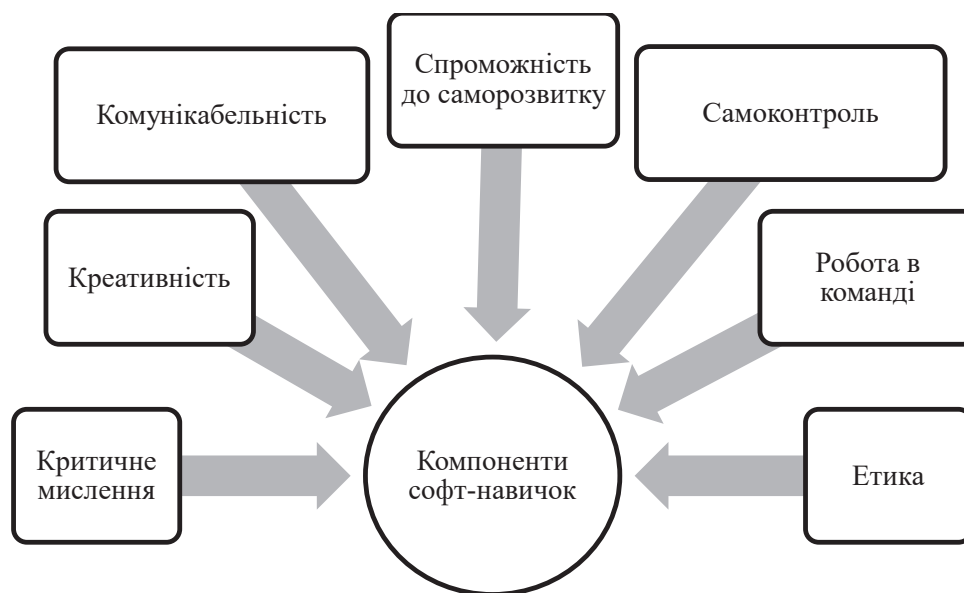 Спроможність
до саморозвитку
Комунікабельність
Самоконтроль
Креативність
Робота в
команді
Критичне
мислення
Компоненти
софт-навичок
Етика